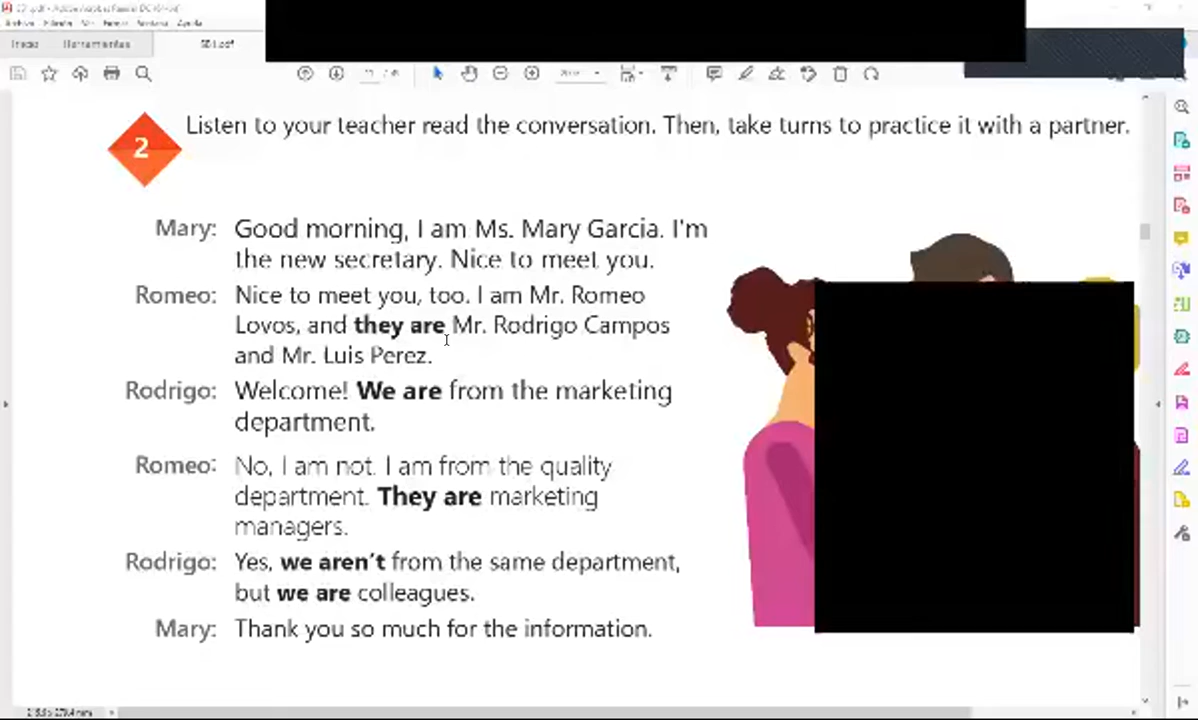 Inicio Herramientas
2 Listen to your teacher read the conversation. Then, take turns to practice it with a partner.
Mary: Good morning, I am Ms. Mary Garcia. I'm
the new secretary. Nice to meet you.
Romeo: Nice to meet you, too. I am Mr. Romeo
Lovos, and they are Mr. Rodrigo Campos
and Mr. Luis Perez.
Rodrigo: Welcome! We are from the marketing
department.
Romeo: No, I am not. I am from the quality
department. They are marketing
managers.
Rodrigo: Yes, we aren't from the same department,
but we are colleagues.
Mary: Thank you so much for the information.